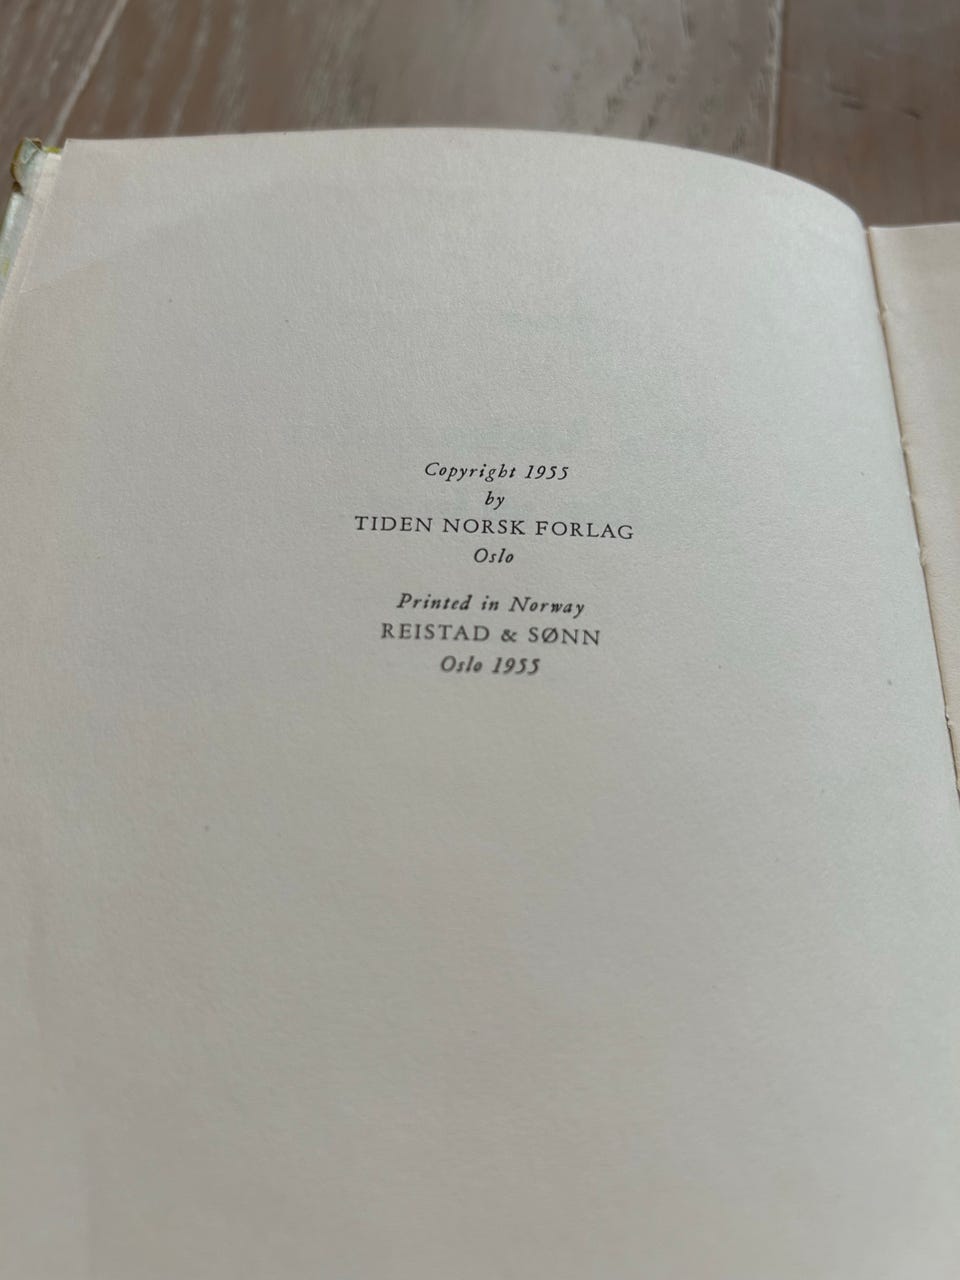 Copyright 1955
by
TIDEN NORSK FORLAG
Oslo
Printed in Norway
REISTAD & SØNN
Oslo 1955